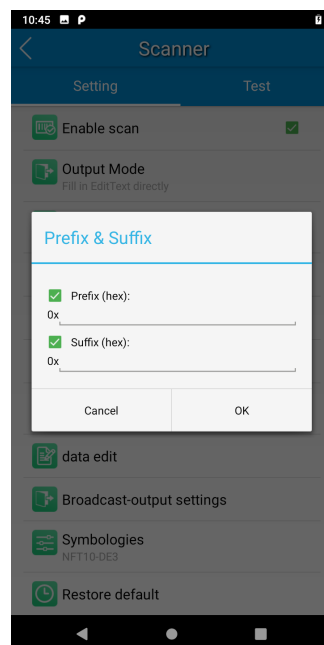 10:45
Scanner
Setting Test
Enable scan
Output Mode
Fill in EditText directly
Prefix & Suffix
Prefix (hex):
0x
Suffix (hex):
0x
Cancel OK
data edit
Broadcast-output settings
Symbologies
NFT10-DE3
Restore default